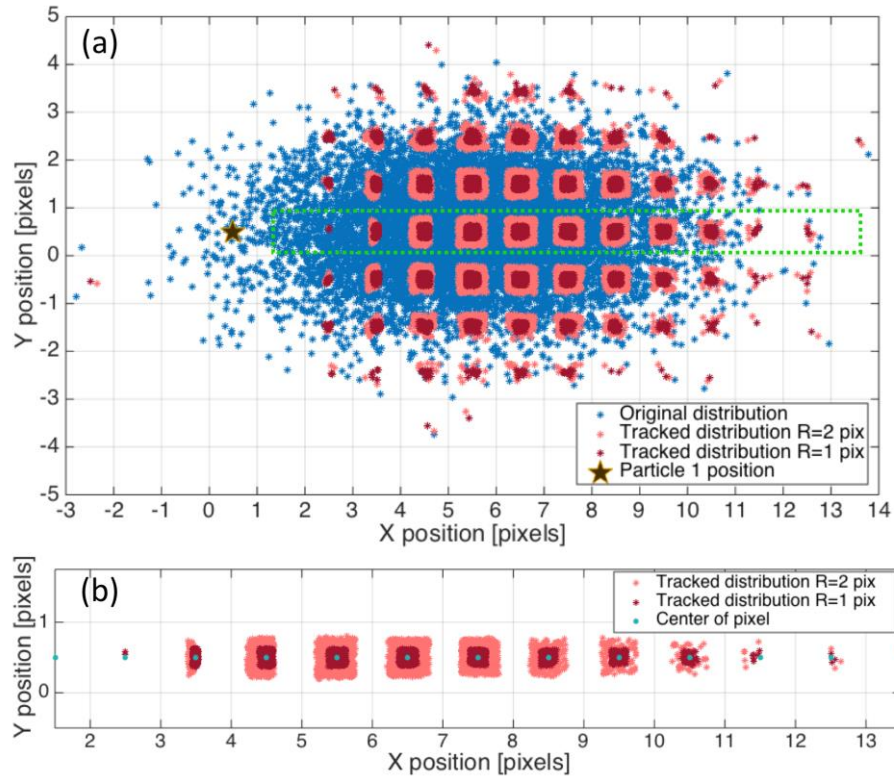 (a)
Y position [pixels]
5
4
3
2
1
0
-1
-2
-3
-4
-5
Original distribution
Tracked distribution R=2 pix
Tracked distribution R=1 pix
Particle 1 position
-3 -2 -1 0 1 2 3 4 5 6 7 8 9 10 11 12 13 14
X position [pixels]
(b)
Y position [pixels]
1
0
Tracked distribution R=2 pix
Tracked distribution R=1 pix
Center of pixel
2 3 4 5 6 7 8 9 10 11 12 13
X position [pixels]